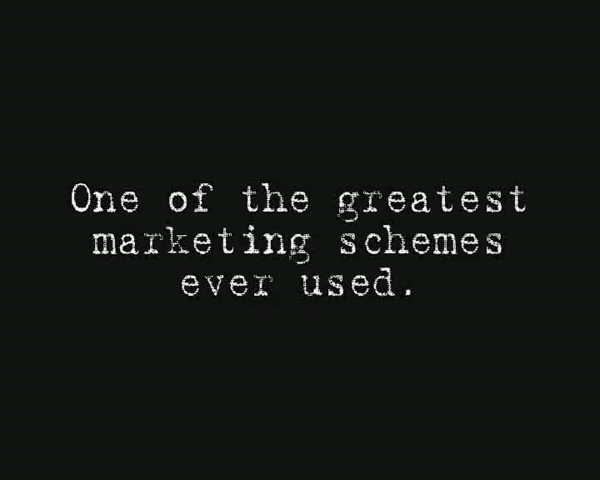 One of the greatest
marketing schemes
ever used.